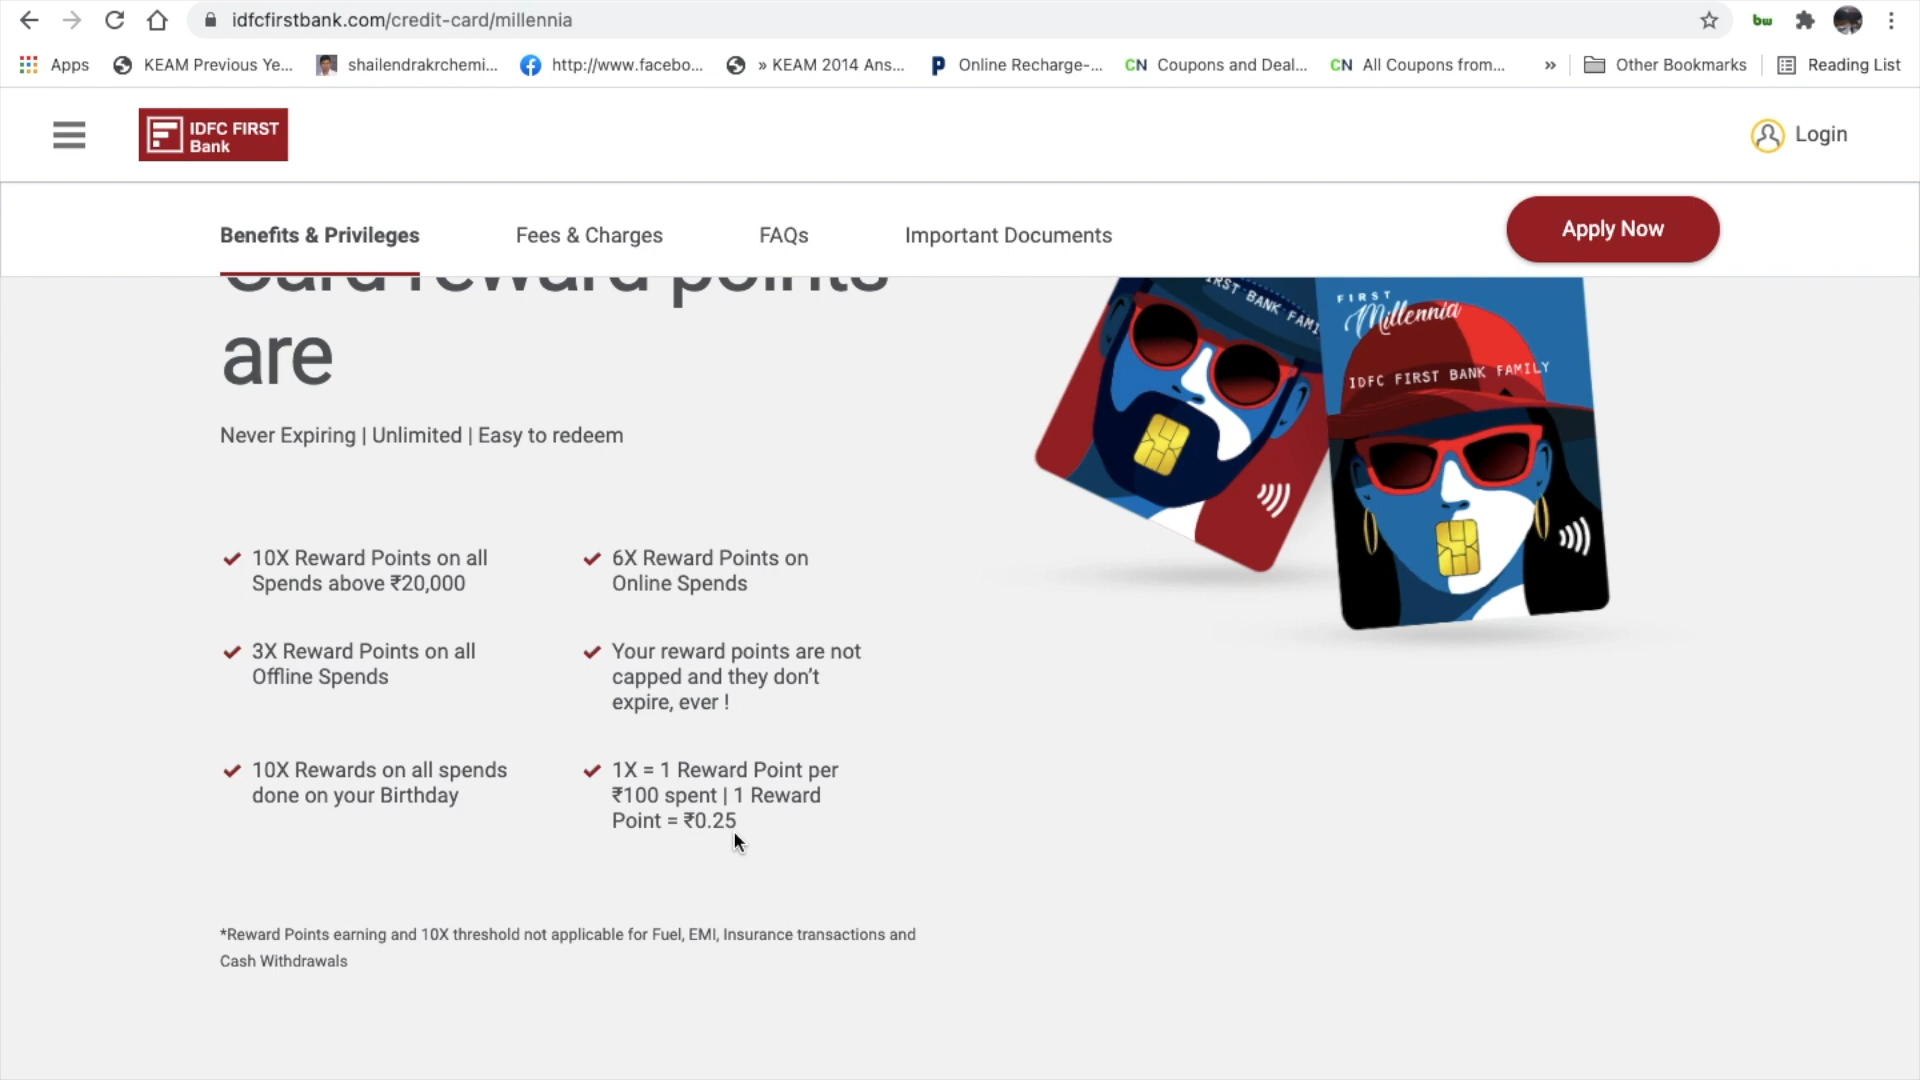 idfcfirstbank.com/credit-card/millennia
bw
Apps
KEAM Previous Ye...
shailendrakrchemi...
http://www.facebo...
» KEAM 2014 Ans...
Online Recharge-...
CN Coupons and Deal...
CN All Coupons from...
»
Other Bookmarks
Reading List
IDFC FIRST
Bank
Login
Benefits & Privileges
Fees & Charges
FAQs
Important Documents
Apply Now
Card reward points
are
Never Expiring | Unlimited | Easy to redeem
10X Reward Points on all
Spends above ₹20,000
6X Reward Points on
Online Spends
3X Reward Points on all
Offline Spends
Your reward points are not
capped and they don’t
expire, ever !
10X Rewards on all spends
done on your Birthday
1X = 1 Reward Point per
₹100 spent | 1 Reward
Point = ₹0.25
*Reward Points earning and 10X threshold not applicable for Fuel, EMI, Insurance transactions and
Cash Withdrawals
FIRST
Millennia
IDFC FIRST BANK FAMILY